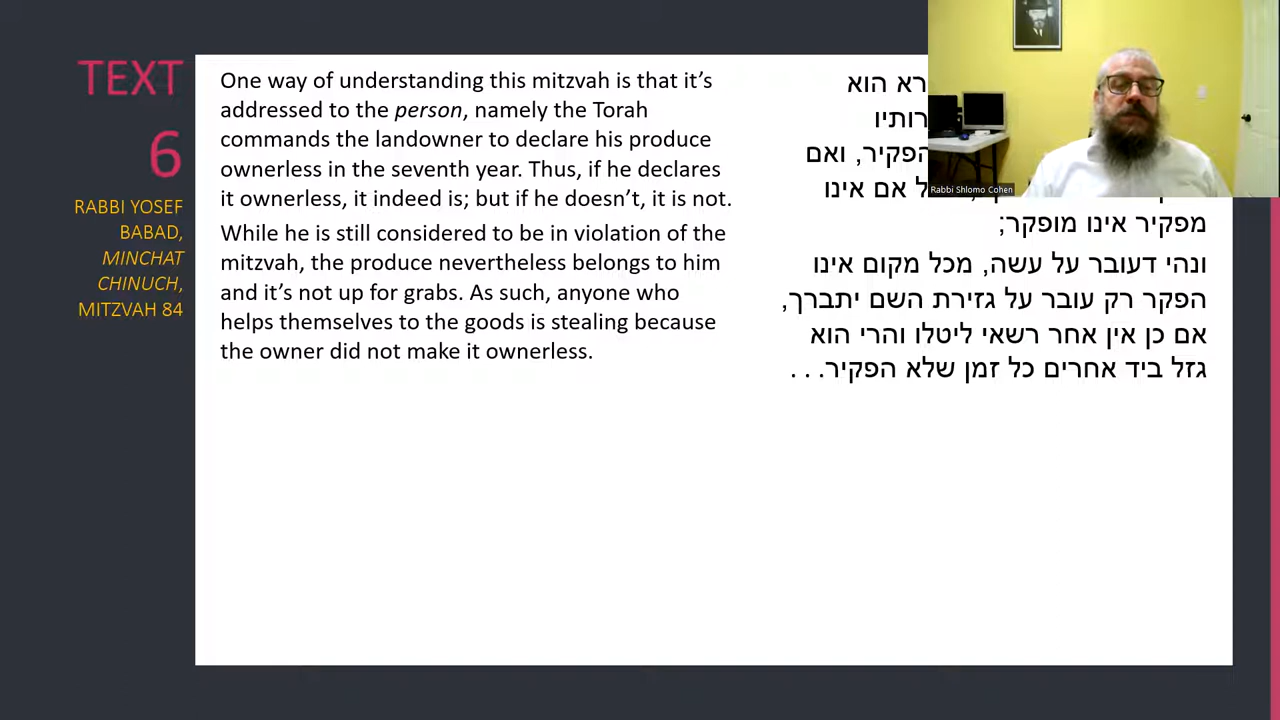 TEXT
6
RABBI YOSEF
BABAD,
MINCHAT
CHINUCH,
MITZVAH 84
One way of understanding this mitzvah is that it’s
addressed to the person, namely the Torah
commands the landowner to declare his produce
ownerless in the seventh year. Thus, if he declares
it ownerless, it indeed is; but if he doesn’t, it is not.
While he is still considered to be in violation of the
mitzvah, the produce nevertheless belongs to him
and it’s not up for grabs. As such, anyone who
helps themselves to the goods is stealing because
the owner did not make it ownerless.
הוא
הפקיר, ואם
אם אינו
מפקיר אינו מופקר;
ונהי דעובר על עשה, מכל מקום אינו
הפקר רק עובר על גזירת השם יתברך,
אם כן אין אחר רשאי ליטלו והרי הוא
גזל ביד אחרים כל זמן שלא הפקיר. . .
Rabbi Shlomo Cohen